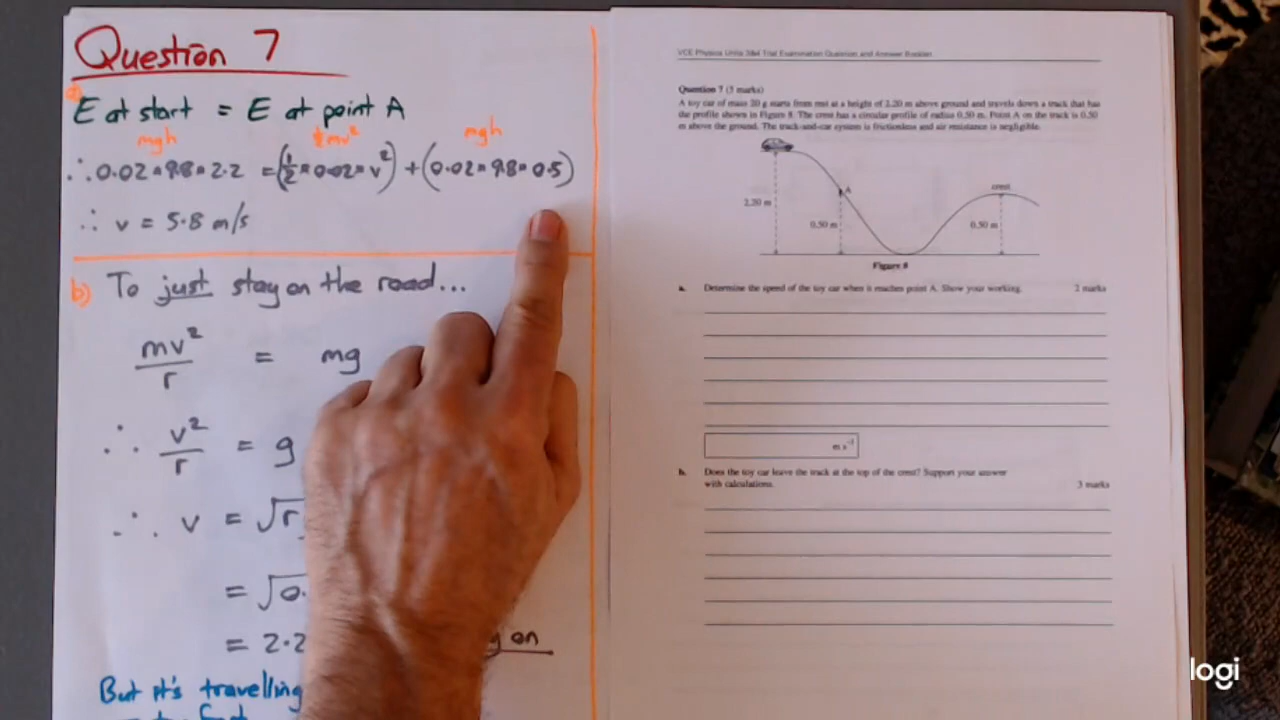 Question 7
a)
E at start = E at point A
mgh ½mv² mgh
∴ 0.02 × 9.8 × 2.2 = (½ × 0.02 × v²) + (0.02 × 9.8 × 0.5)
∴ v = 5.8 m/s
b) To just stay on the road...
mv²/r = mg
∴ v²/r = g
∴ v = √r
= √0.
= 2.2 on
But it's travelling
VCE Physics Units 3&4 Trial Examination Question and Answer Booklet
Question 7 (5 marks)
A toy car of mass 20 g starts from rest at a height of 2.20 m above ground and travels down a track that has
the profile shown in Figure 8. The crest has a circular profile of radius 0.50 m. Point A on the track is 0.50
m above the ground. The track-and-car system is frictionless and air resistance is negligible.
A
crest
2.20 m
0.50 m
0.50 m
Figure 8
a. Determine the speed of the toy car when it reaches point A. Show your working. 2 marks
m s⁻¹
b. Does the toy car leave the track at the top of the crest? Support your answer
with calculations. 3 marks
logi